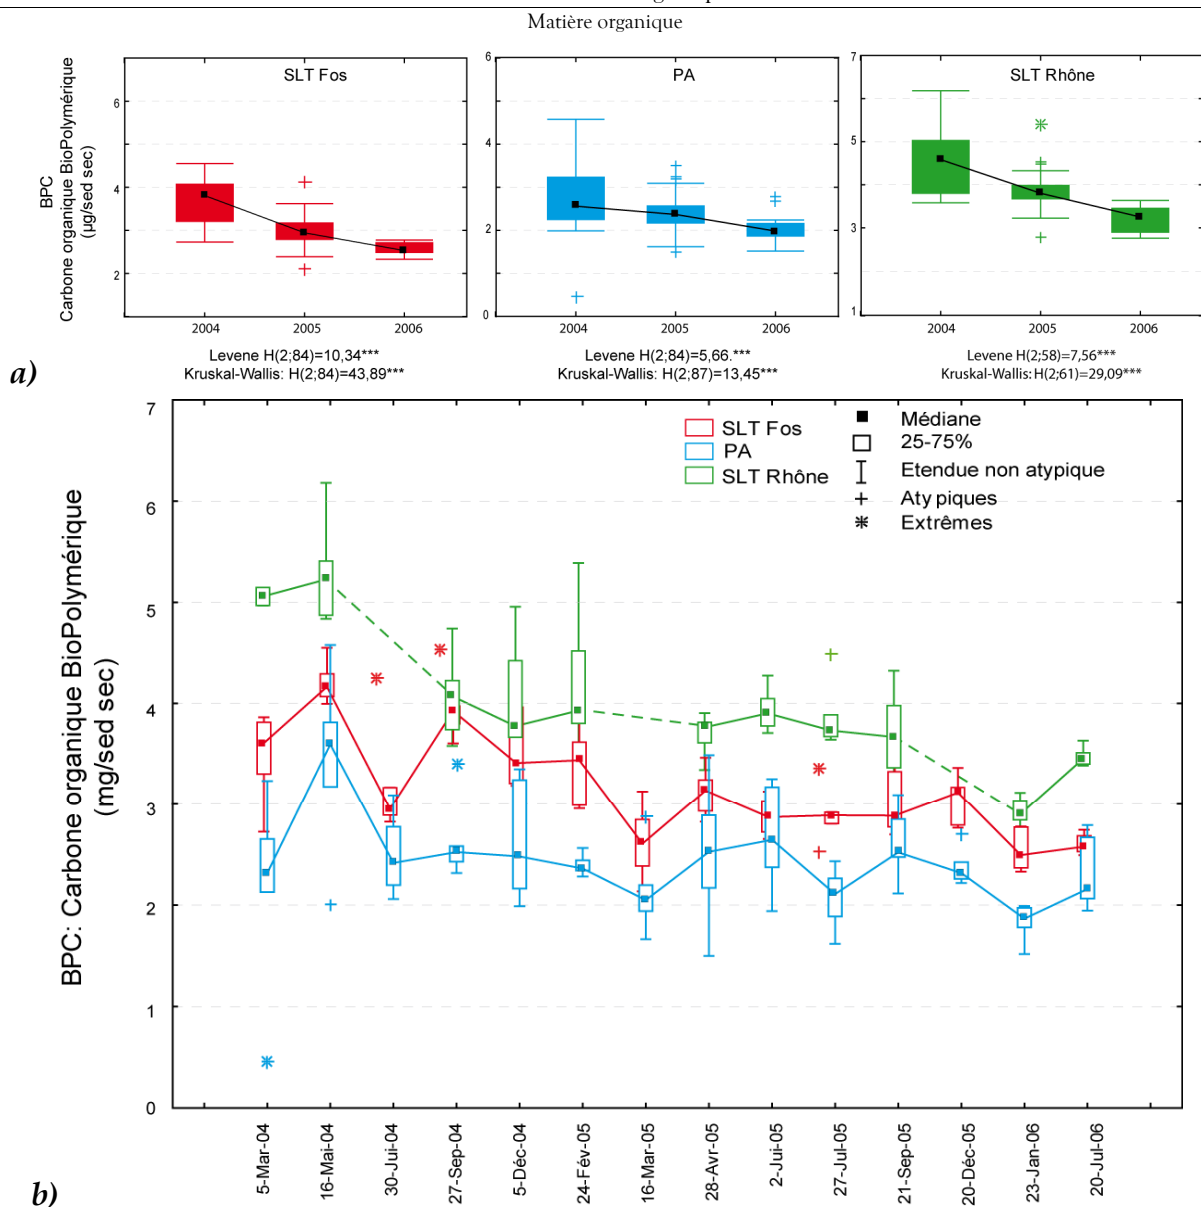 Matière organique
SLT Fos
PA
SLT Rhône
BPC
Carbone organique BioPolymérique
(µg/sed sec)
6
4
2
6
4
2
0
7
5
3
1
2004
2005
2006
2004
2005
2006
2004
2005
2006
Levene H(2;84)=10,34***
Kruskal-Wallis: H(2;84)=43,89***
Levene H(2;84)=5,66.***
Kruskal-Wallis: H(2;87)=13,45***
Levene H(2;58)=7,56***
Kruskal-Wallis: H(2;61)=29,09***
a)
BPC: Carbone organique BioPolymérique
(mg/sed sec)
7
6
5
4
3
2
1
0
SLT Fos
PA
SLT Rhône
Médiane
25-75%
Etendue non atypique
Atypiques
Extrêmes
5-Mar-04
16-Mai-04
30-Jui-04
27-Sep-04
5-Déc-04
24-Fév-05
16-Mar-05
28-Avr-05
2-Jui-05
27-Jul-05
21-Sep-05
20-Déc-05
23-Jan-06
20-Jul-06
b)